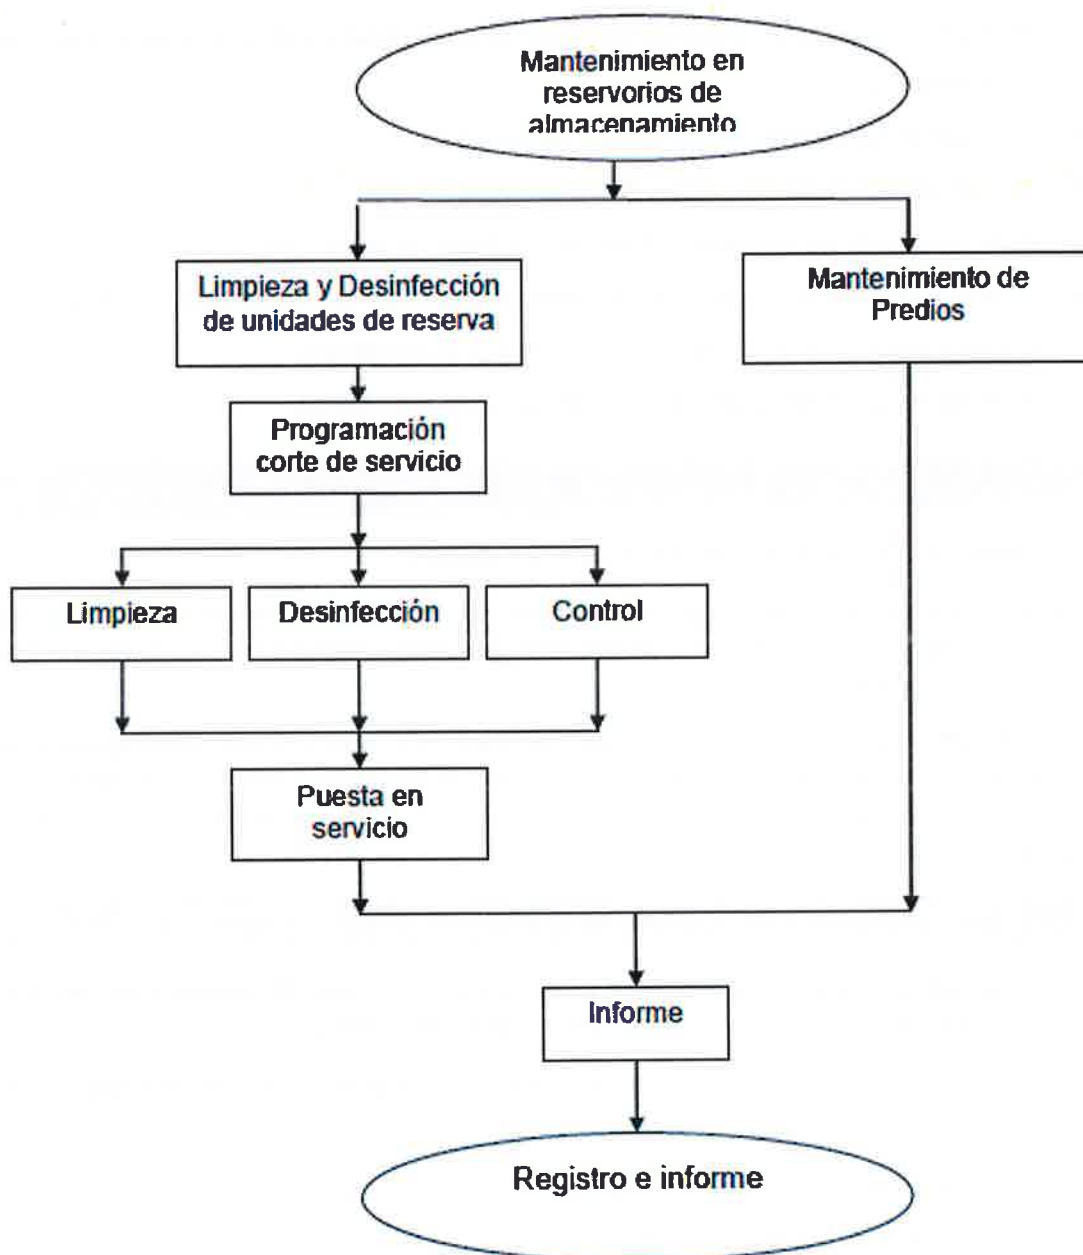 Mantenimiento en
reservorios de
almacenamiento
Limpieza y Desinfección
de unidades de reserva
Mantenimiento de
Predios
Programación
corte de servicio
Limpieza
Desinfección
Control
Puesta en
servicio
Informe
Registro e informe